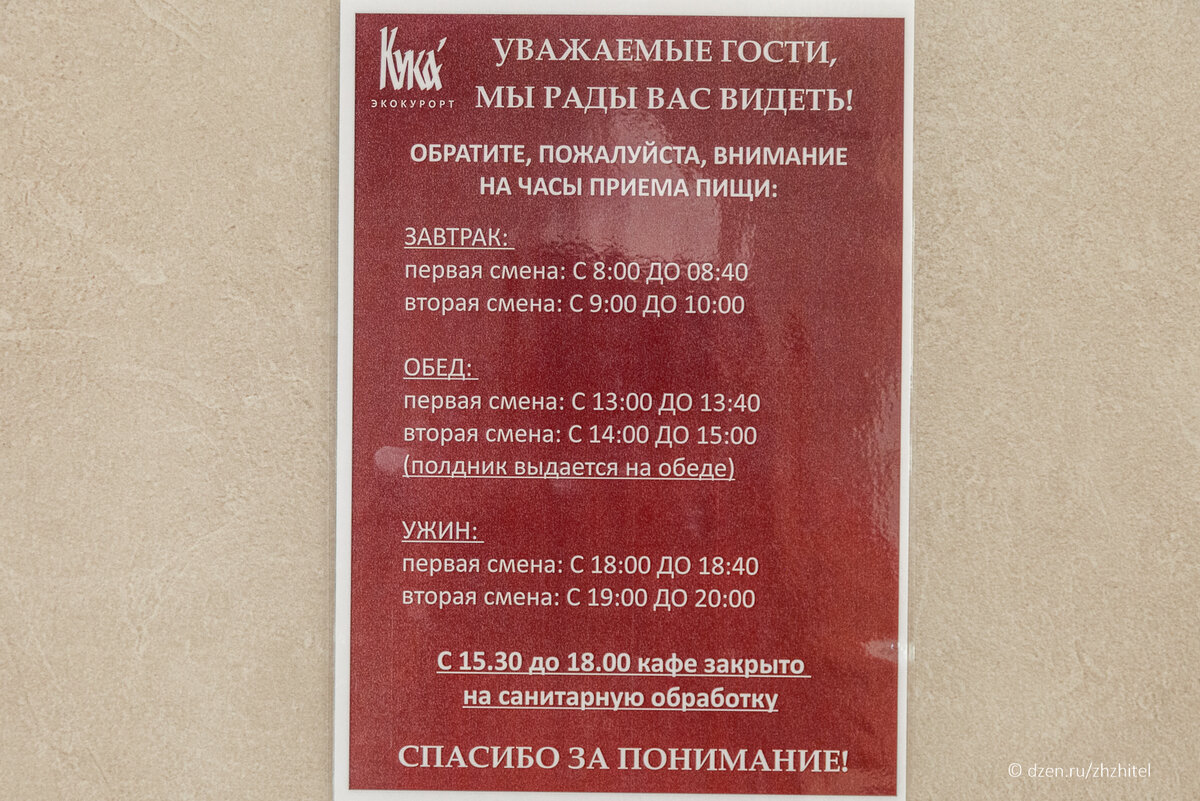 Кука́
ЭКОКУРОРТ
УВАЖАЕМЫЕ ГОСТИ,
МЫ РАДЫ ВАС ВИДЕТЬ!
ОБРАТИТЕ, ПОЖАЛУЙСТА, ВНИМАНИЕ
НА ЧАСЫ ПРИЕМА ПИЩИ:
ЗАВТРАК:
первая смена: С 8:00 ДО 08:40
вторая смена: С 9:00 ДО 10:00
ОБЕД:
первая смена: С 13:00 ДО 13:40
вторая смена: С 14:00 ДО 15:00
(полдник выдается на обеде)
УЖИН:
первая смена: С 18:00 ДО 18:40
вторая смена: С 19:00 ДО 20:00
С 15.30 до 18.00 кафе закрыто
на санитарную обработку
СПАСИБО ЗА ПОНИМАНИЕ!
© dzen.ru/zhzhitel